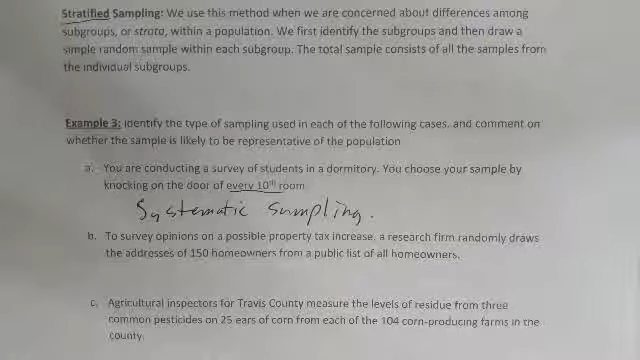 Stratified Sampling: We use this method when we are concerned about differences among
subgroups, or strata, within a population. We first identify the subgroups and then draw a
simple random sample within each subgroup. The total sample consists of all the samples from
the individual subgroups.
Example 3: Identify the type of sampling used in each of the following cases, and comment on
whether the sample is likely to be representative of the population
a. You are conducting a survey of students in a dormitory. You choose your sample by
knocking on the door of every 10th room
Systematic Sampling.
b. To survey opinions on a possible property tax increase, a research firm randomly draws
the addresses of 150 homeowners from a public list of all homeowners.
c. Agricultural inspectors for Travis County measure the levels of residue from three
common pesticides on 25 ears of corn from each of the 104 corn-producing farms in the
county.